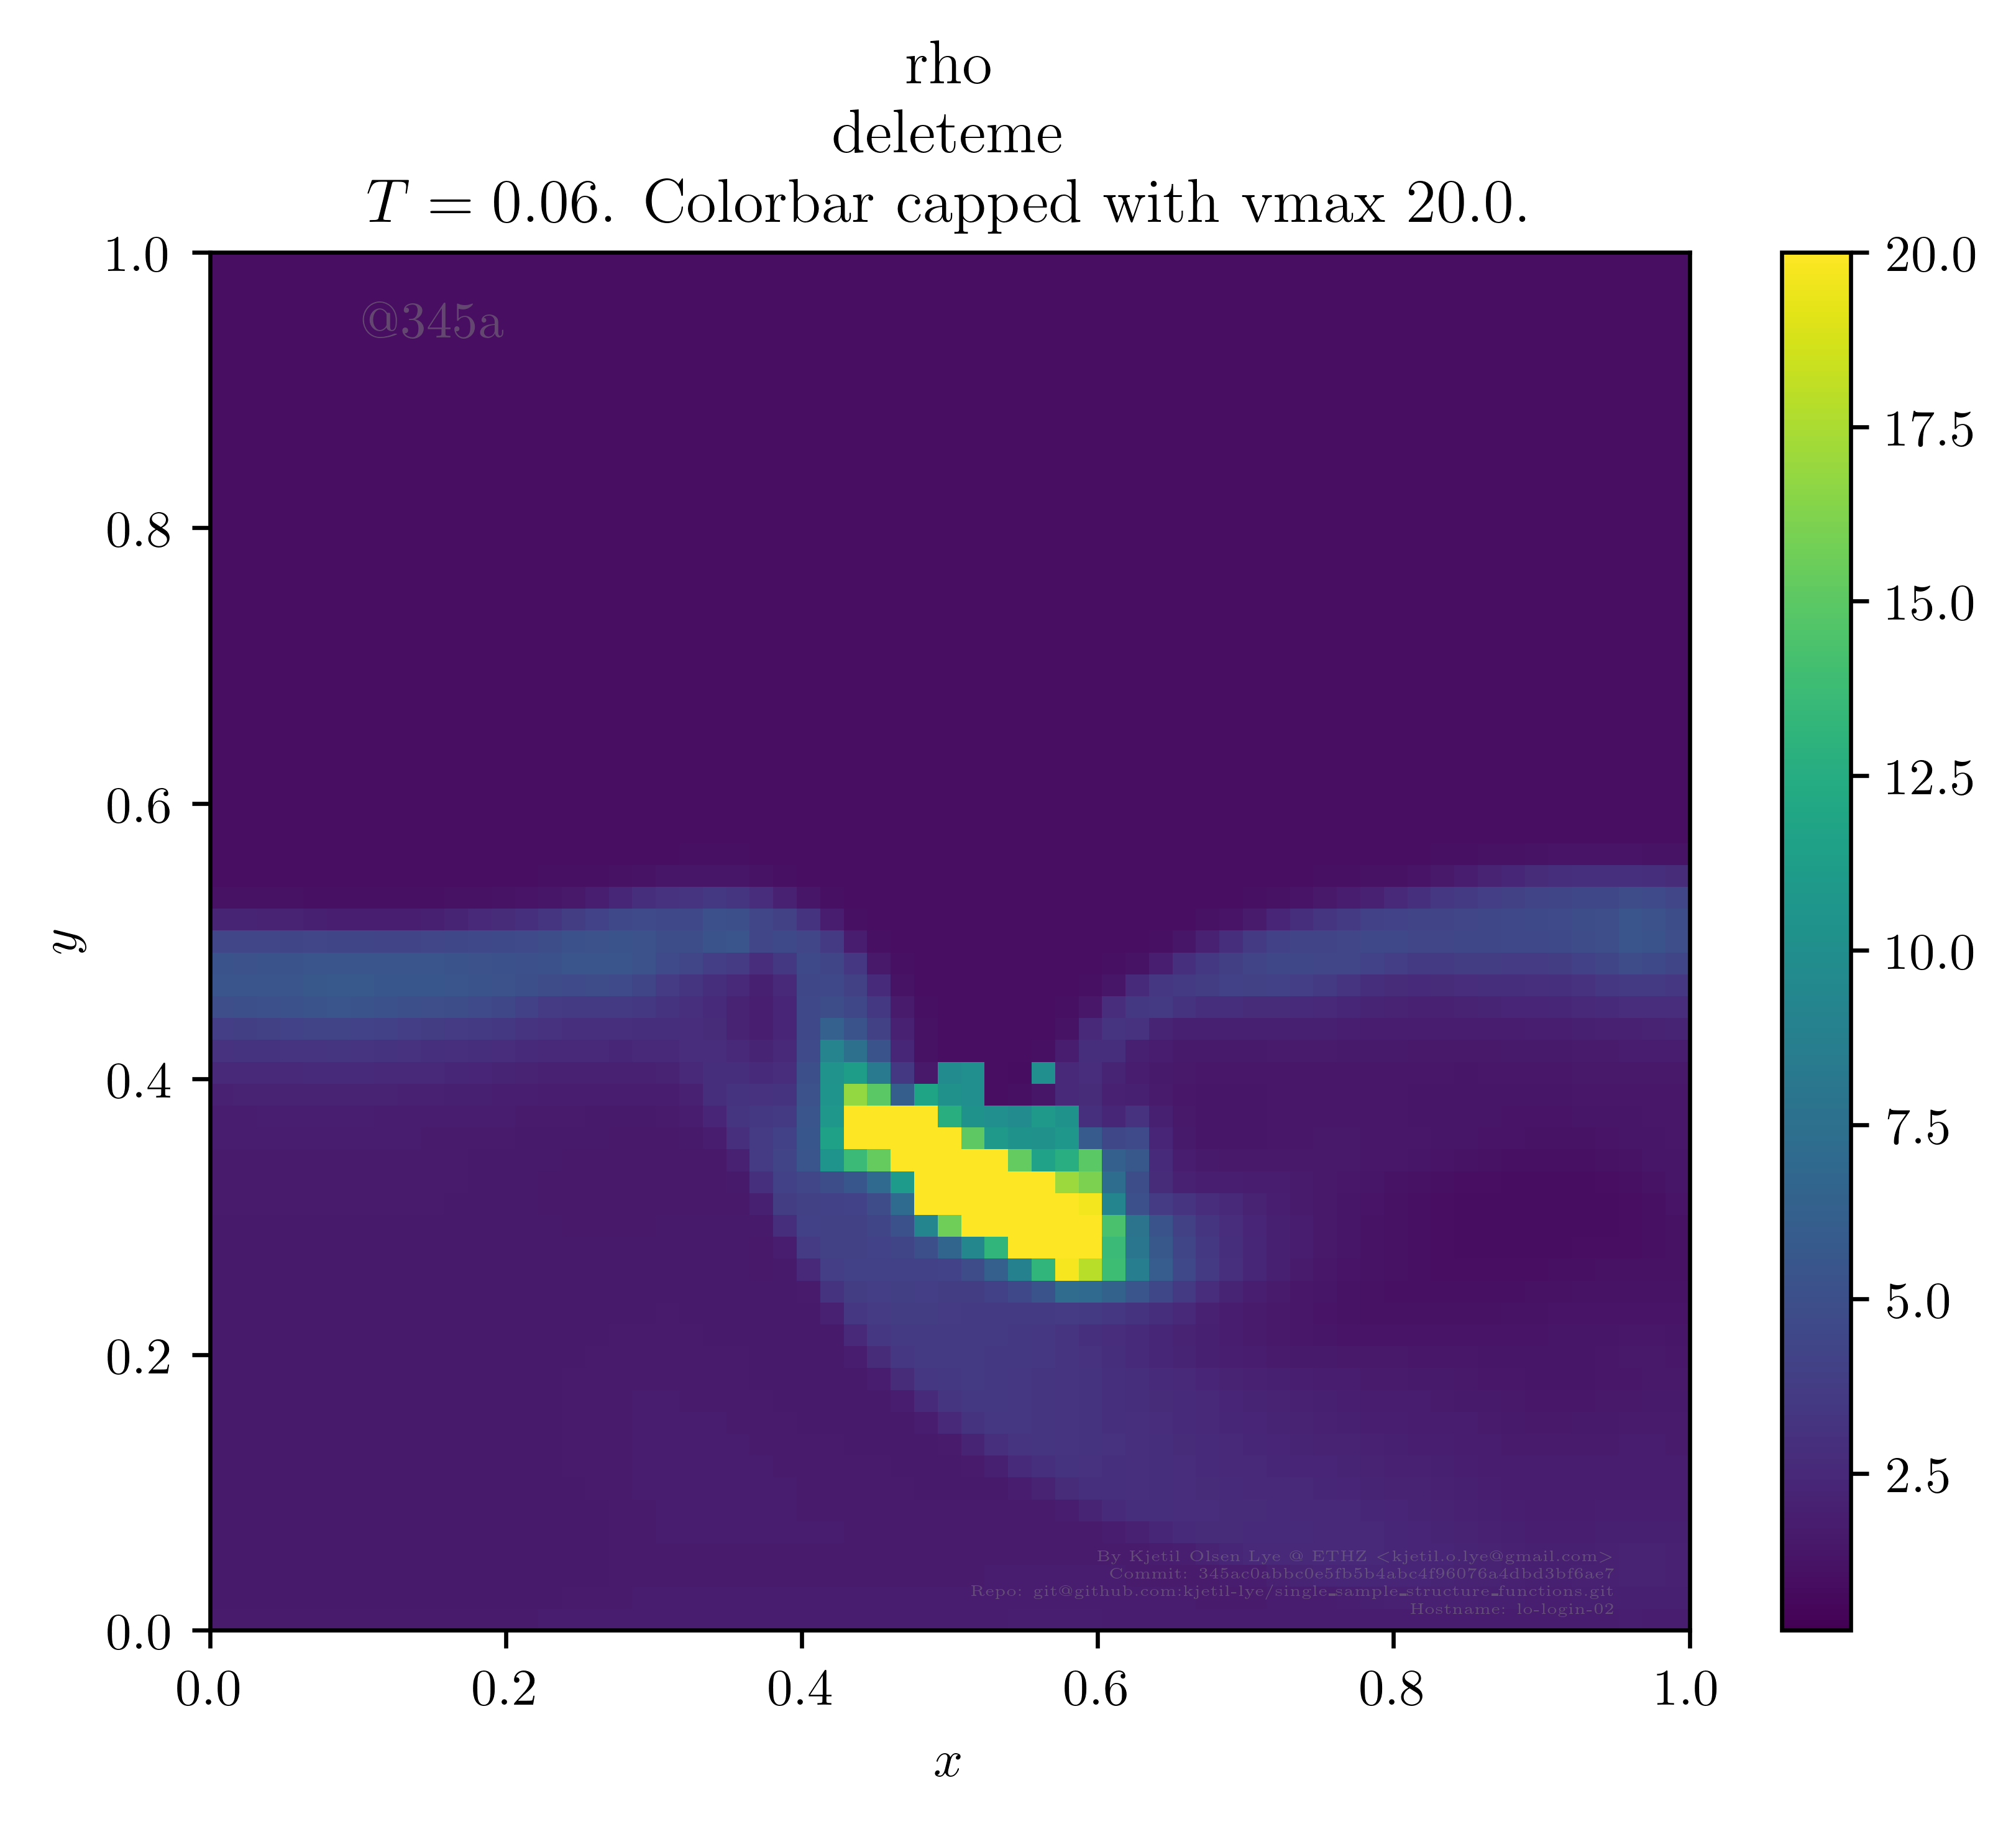 rho
deleteme
T = 0.06. Colorbar capped with vmax 20.0.
@345a
1.0
0.8
0.6
0.4
0.2
0.0
y
0.0 0.2 0.4 0.6 0.8 1.0
x
20.0
17.5
15.0
12.5
10.0
7.5
5.0
2.5
By Kjetil Olsen Lye @ ETHZ <kjetil.o.lye@gmail.com>
Commit: 345ac0abbc0e5fb5b4abc4f96076a4dbd3bf6ae7
Repo: git@github.com:kjetil-lye/single_sample_structure_functions.git
Hostname: lo-login-02